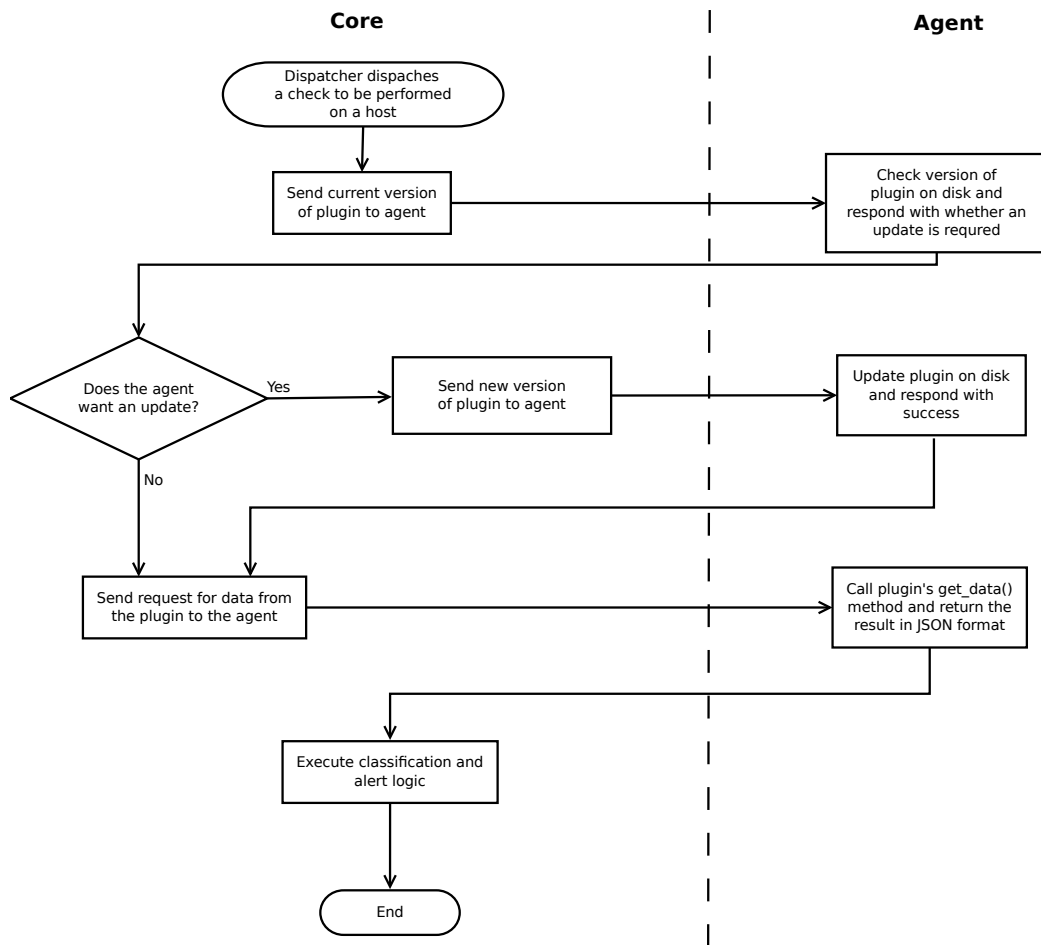 Core
Agent
Dispatcher dispaches
a check to be performed
on a host
Send current version
of plugin to agent
Check version of
plugin on disk and
respond with whether an
update is requred
Does the agent
want an update?
Yes
Send new version
of plugin to agent
Update plugin on disk
and respond with
success
No
Send request for data from
the plugin to the agent
Call plugin's get_data()
method and return the
result in JSON format
Execute classification and
alert logic
End